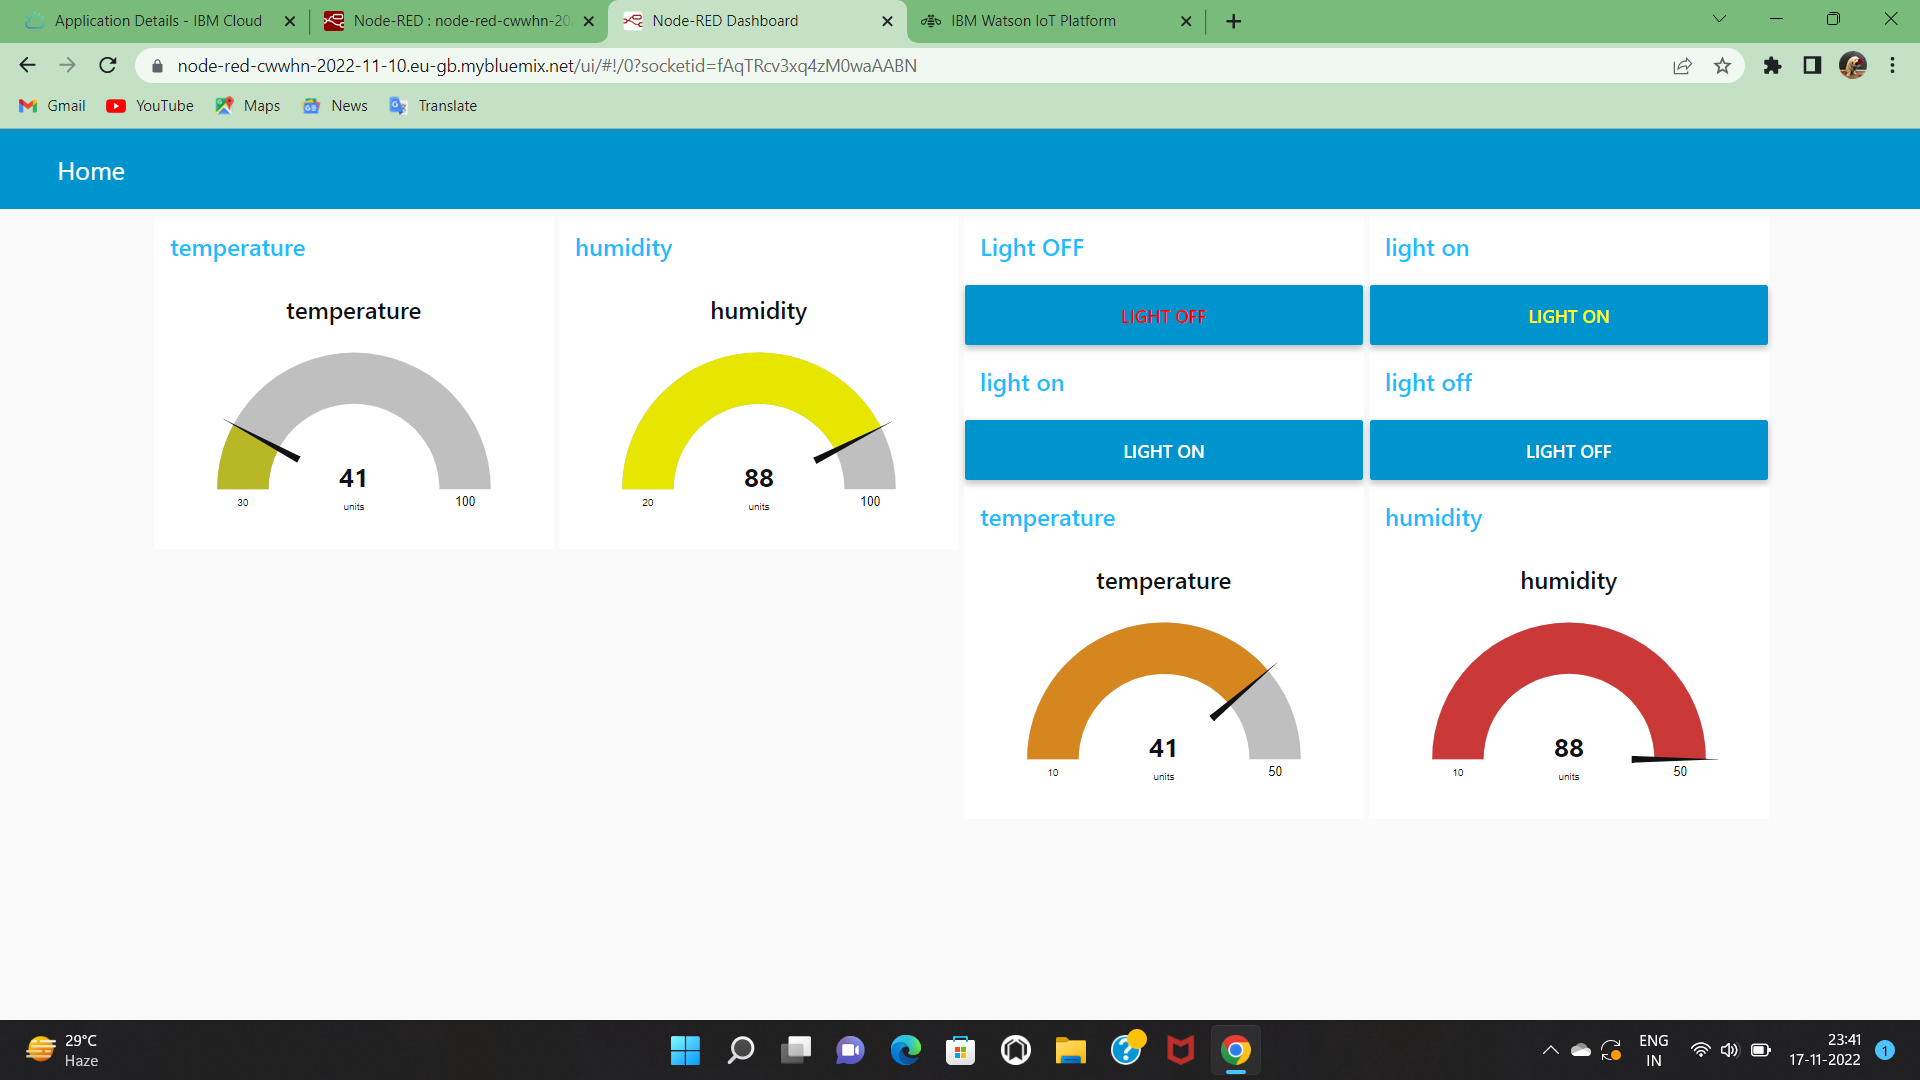 Application Details - IBM Cloud
Node-RED : node-red-cwwhn-20
Node-RED Dashboard
IBM Watson IoT Platform
node-red-cwwhn-2022-11-10.eu-gb.mybluemix.net/ui/#!/0?socketid=fAqTRcv3xq4zM0waAABN
Gmail
YouTube
Maps
News
Translate
Home
temperature
temperature
41
units
30
100
humidity
humidity
88
units
20
100
Light OFF
LIGHT OFF
light on
LIGHT ON
light on
LIGHT ON
light off
LIGHT OFF
temperature
temperature
41
units
10
50
humidity
humidity
88
units
10
50
29°C
Haze
ENG
IN
23:41
17-11-2022
1